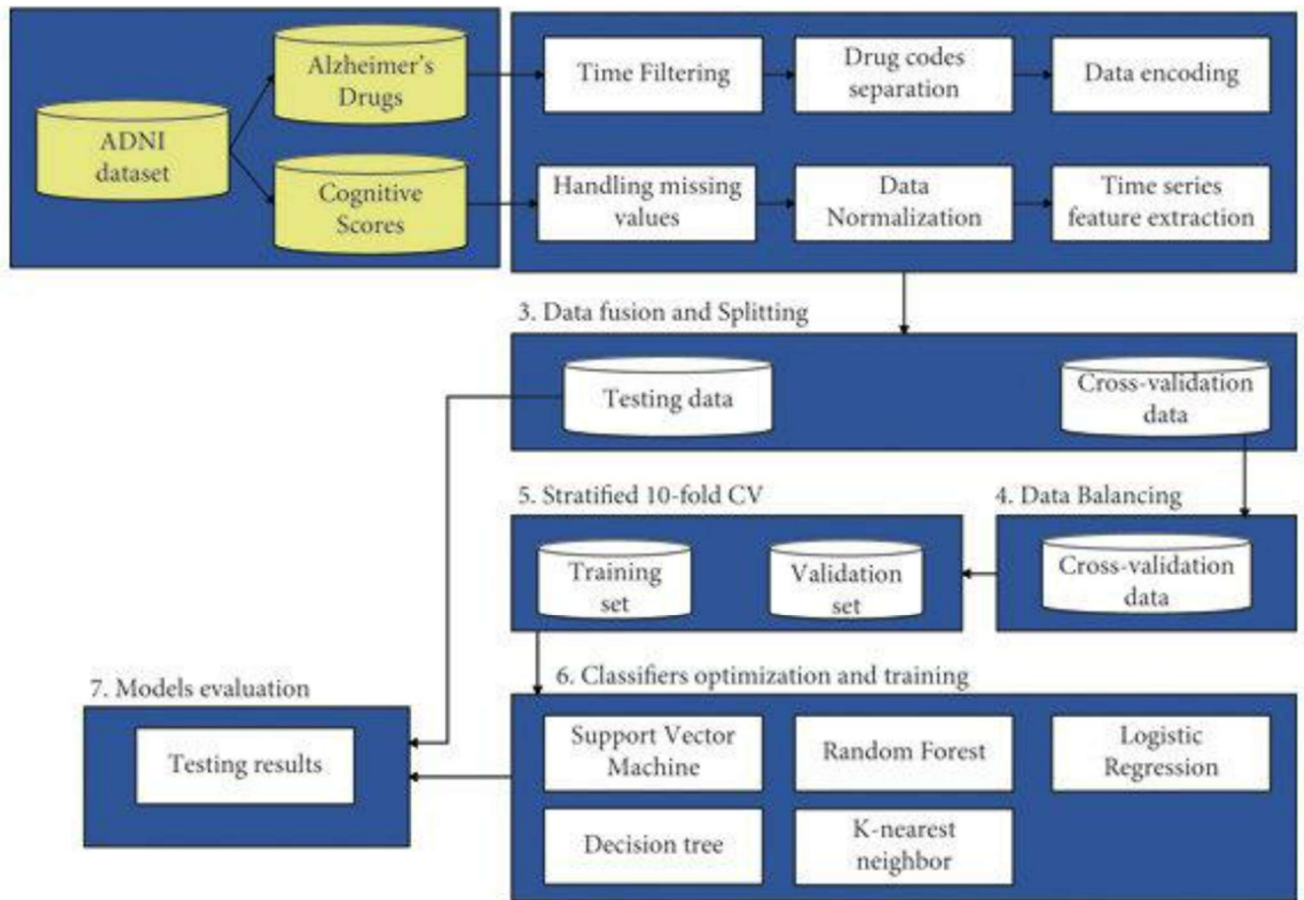 ADNI
dataset
Alzheimer's
Drugs
Cognitive
Scores
Time Filtering
Drug codes
separation
Data encoding
Handling missing
values
Data
Normalization
Time series
feature extraction
3. Data fusion and Splitting
Testing data
Cross-validation
data
4. Data Balancing
Cross-validation
data
5. Stratified 10-fold CV
Training
set
Validation
set
6. Classifiers optimization and training
Support Vector
Machine
Random Forest
Logistic
Regression
Decision tree
K-nearest
neighbor
7. Models evaluation
Testing results